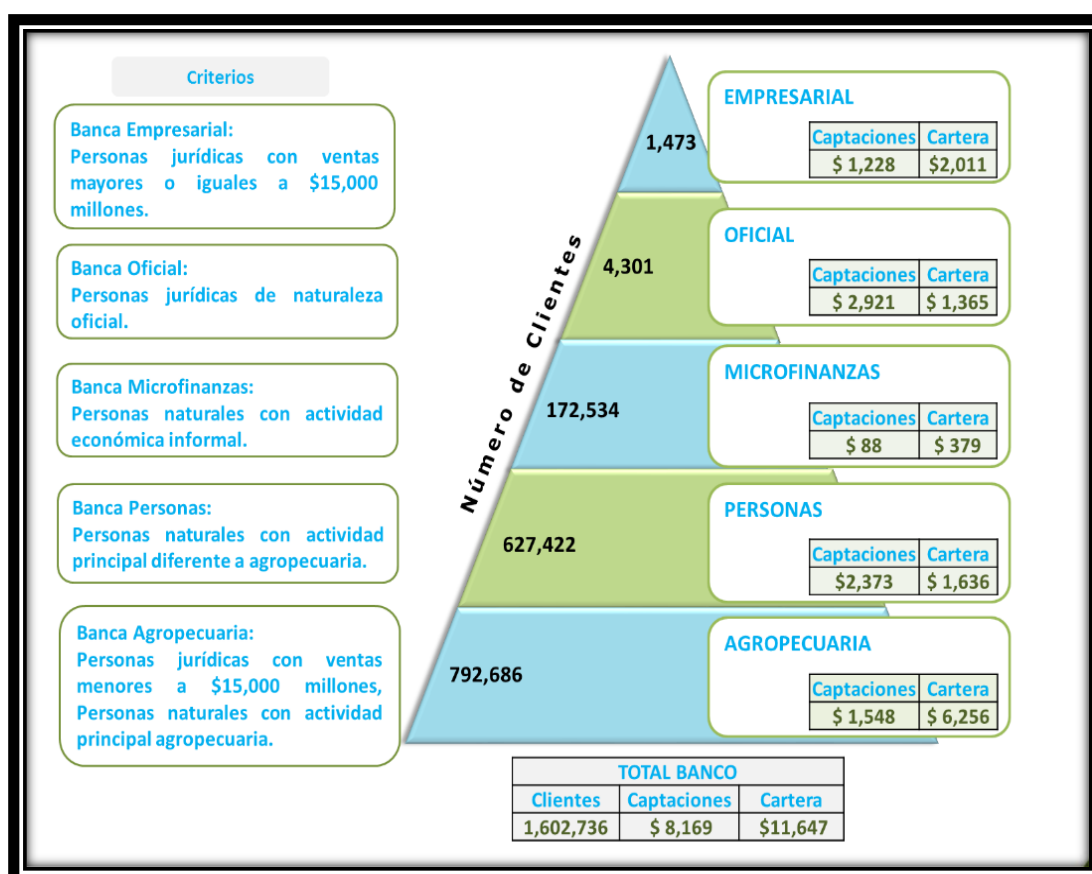 Criterios
Banca Empresarial:
Personas jurídicas con ventas
mayores o iguales a $15,000
millones.
Banca Oficial:
Personas jurídicas de naturaleza
oficial.
Banca Microfinanzas:
Personas naturales con actividad
económica informal.
Banca Personas:
Personas naturales con actividad
principal diferente a agropecuaria.
Banca Agropecuaria:
Personas jurídicas con ventas
menores a $15,000 millones,
Personas naturales con actividad
principal agropecuaria.
Número de Clientes
1,473
4,301
172,534
627,422
792,686
EMPRESARIAL
Captaciones Cartera
$ 1,228 $2,011
OFICIAL
Captaciones Cartera
$ 2,921 $ 1,365
MICROFINANZAS
Captaciones Cartera
$ 88 $ 379
PERSONAS
Captaciones Cartera
$2,373 $ 1,636
AGROPECUARIA
Captaciones Cartera
$ 1,548 $ 6,256
TOTAL BANCO
Clientes Captaciones Cartera
1,602,736 $ 8,169 $11,647